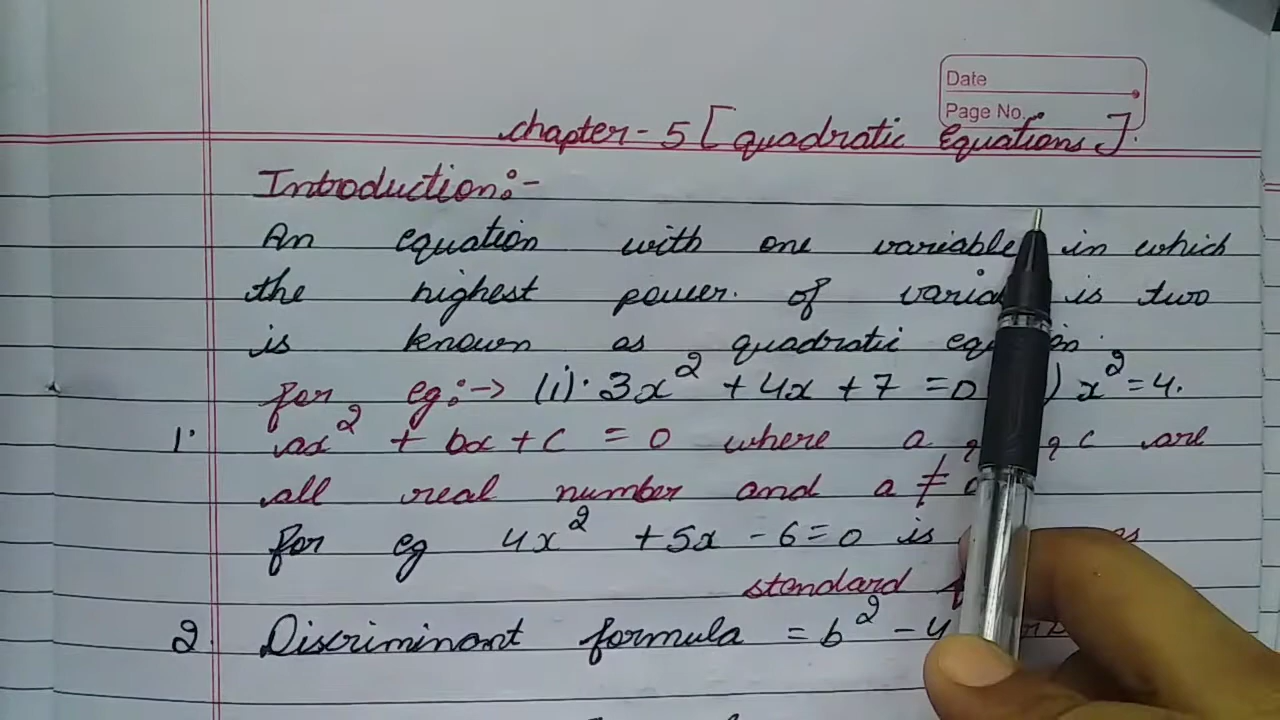 Date
Page No.
chapter - 5 [quadratic Equations].
Introduction:-
An equation with one variable in which
the highest power. of is two
is known as quadratic
for eg:-> (i). 3x² + 4x + 7 = 0 ) x² = 4.
1. ax² + bx + c = 0 where a , , c are
all real number and a ≠
for eg 4x² + 5x - 6 = 0 is as
standard
2. Discriminant formula = b² - 4